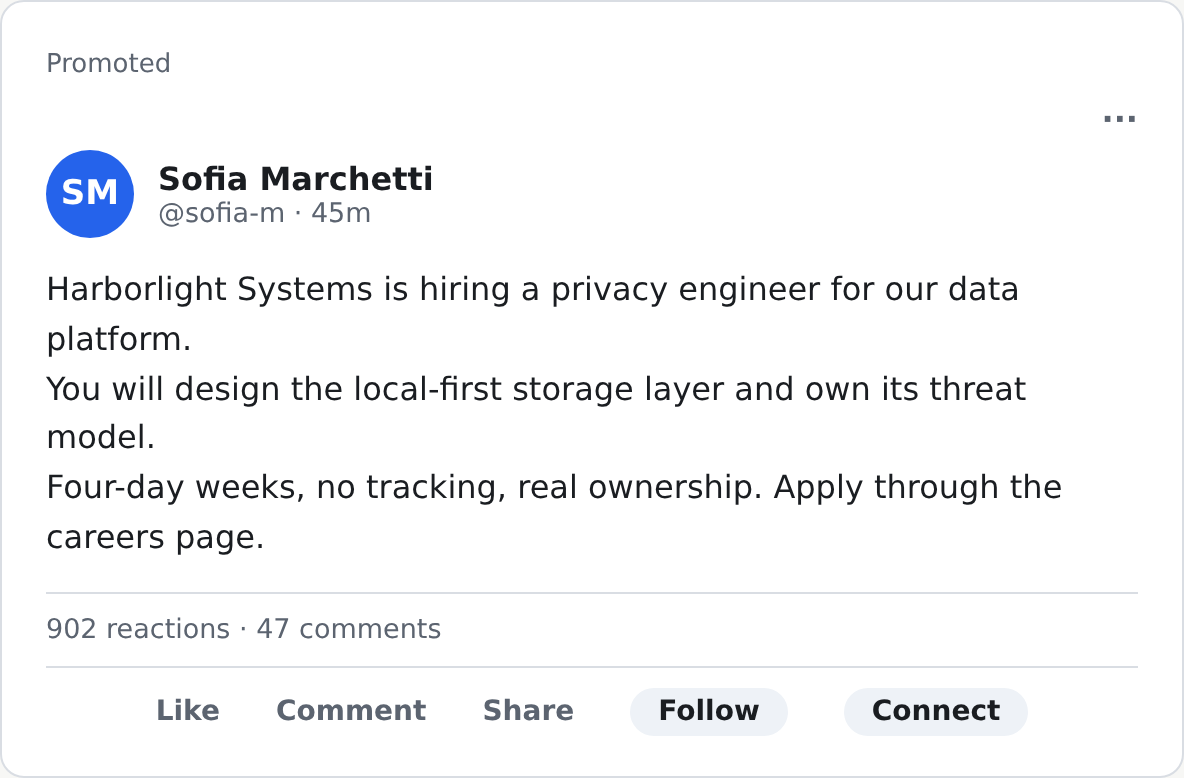 Promoted
...
SM
Sofia Marchetti
@sofia-m · 45m
Harborlight Systems is hiring a privacy engineer for our data
platform.
You will design the local-first storage layer and own its threat
model.
Four-day weeks, no tracking, real ownership. Apply through the
careers page.
902 reactions · 47 comments
Like Comment Share Follow Connect